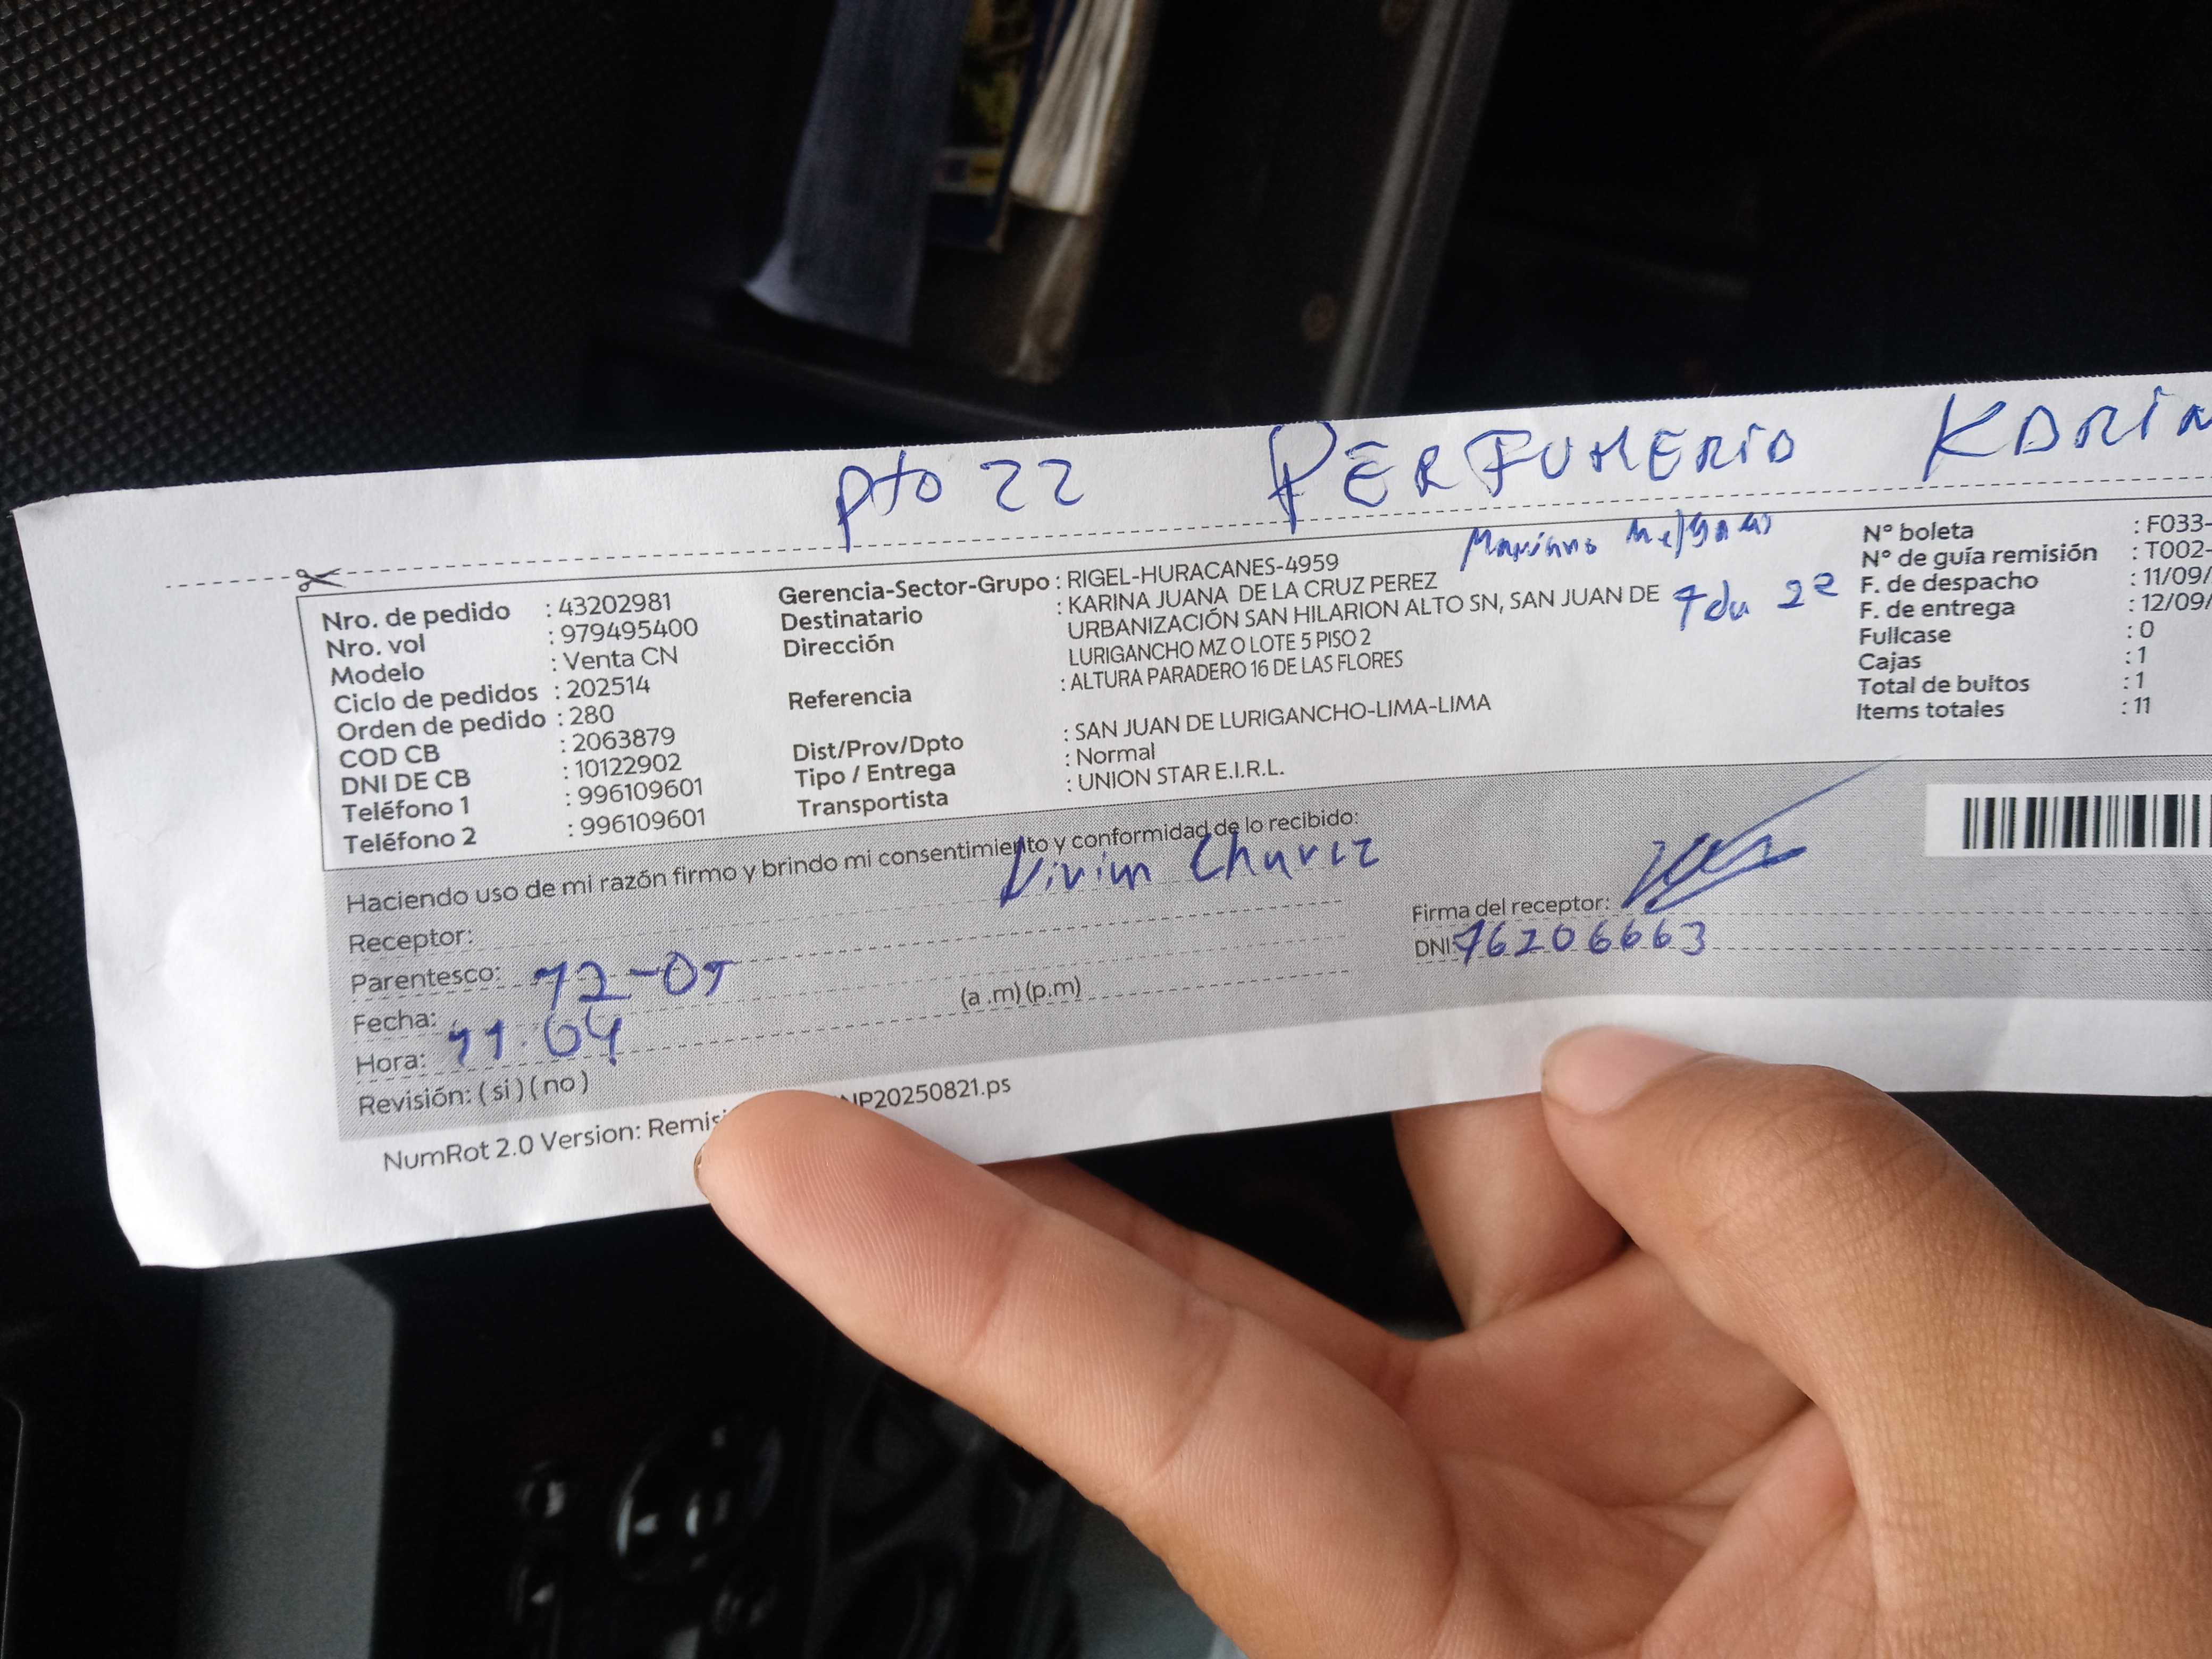 pto 22 PERFUMERIA KARIN
Nro. de pedido : 43202981
Nro. vol : 979495400
Modelo : Venta CN
Ciclo de pedidos : 202514
Orden de pedido : 280
COD CB : 2063879
DNI DE CB : 10122902
Teléfono 1 : 996109601
Teléfono 2 : 996109601
Gerencia-Sector-Grupo : RIGEL-HURACANES-4959
Destinatario : KARINA JUANA DE LA CRUZ PEREZ
Dirección URBANIZACIÓN SAN HILARION ALTO SN, SAN JUAN DE
LURIGANCHO MZ O LOTE 5 PISO 2
Referencia : ALTURA PARADERO 16 DE LAS FLORES
Dist/Prov/Dpto : SAN JUAN DE LURIGANCHO-LIMA-LIMA
Tipo / Entrega : Normal
Transportista : UNION STAR E.I.R.L.
Mariano Melgar
Nº boleta : F033-
Nº de guía remisión : T002-
F. de despacho : 11/09/
F. de entrega : 12/09/
Fullcase : 0
Cajas : 1
Total de bultos : 1
Items totales : 11
Haciendo uso de mi razón firmo y brindo mi consentimiento y conformidad de lo recibido:
Receptor: Vivian Chavez
Parentesco:
Fecha: 12-09
Hora: 11:04 (a .m) (p.m)
Revisión: ( si ) ( no )
Firma del receptor:
DNI: 76206663
NumRot 2.0 Version: NP20250821.ps